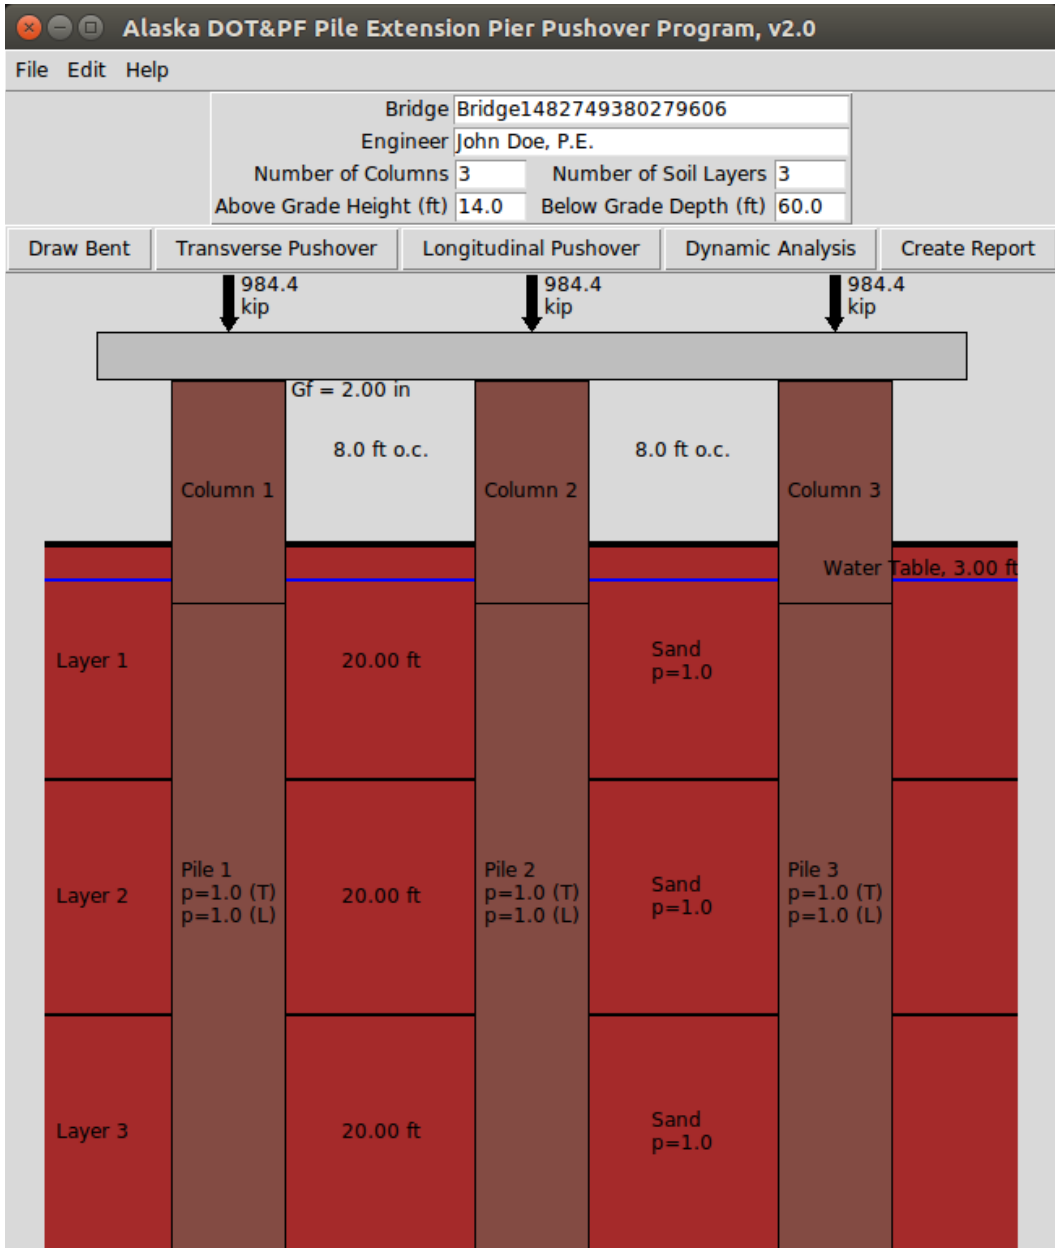 Alaska DOT&PF Pile Extension Pier Pushover Program, v2.0
File Edit Help
Bridge Bridge1482749380279606
Engineer John Doe, P.E.
Number of Columns 3 Number of Soil Layers 3
Above Grade Height (ft) 14.0 Below Grade Depth (ft) 60.0
Draw Bent Transverse Pushover Longitudinal Pushover Dynamic Analysis Create Report
984.4 984.4 984.4
kip kip kip
Gf = 2.00 in
8.0 ft o.c. 8.0 ft o.c.
Column 1 Column 2 Column 3
Water Table, 3.00 ft
Layer 1 20.00 ft Sand
p=1.0
Pile 1 Pile 2 Pile 3
Layer 2 p=1.0 (T) 20.00 ft p=1.0 (T) Sand p=1.0 (T)
p=1.0 (L) p=1.0 (L) p=1.0 p=1.0 (L)
Layer 3 20.00 ft Sand
p=1.0